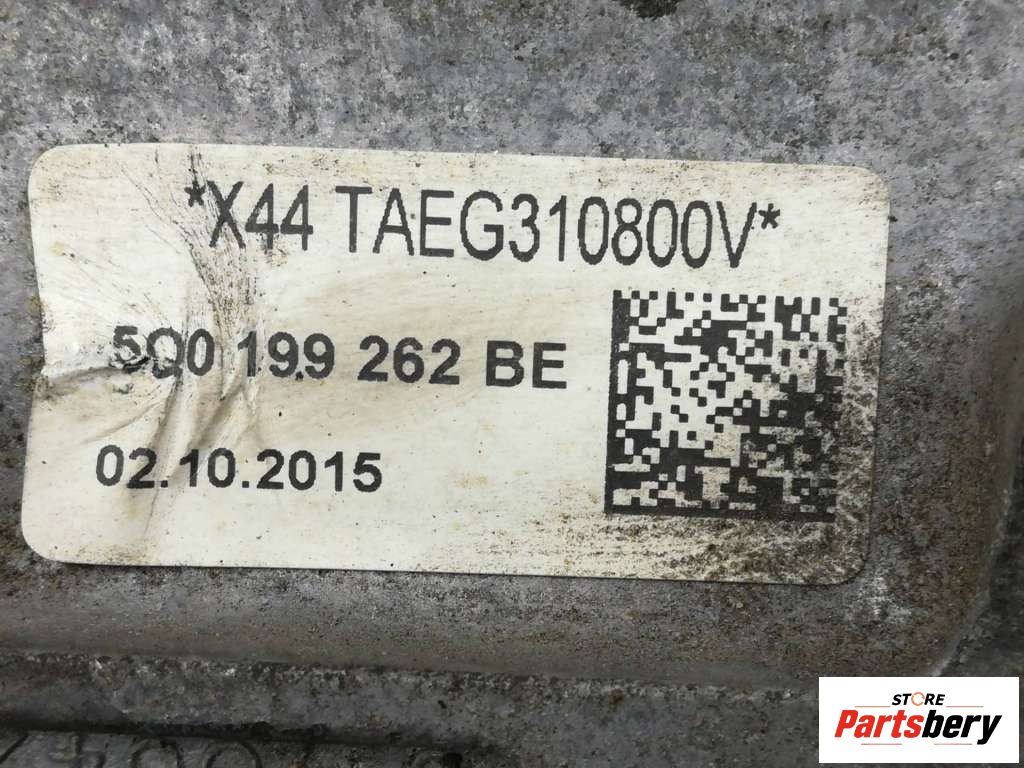 *X44 TAEG310800V*
5Q0 199 262 BE
02.10.2015
STORE
Partsbery